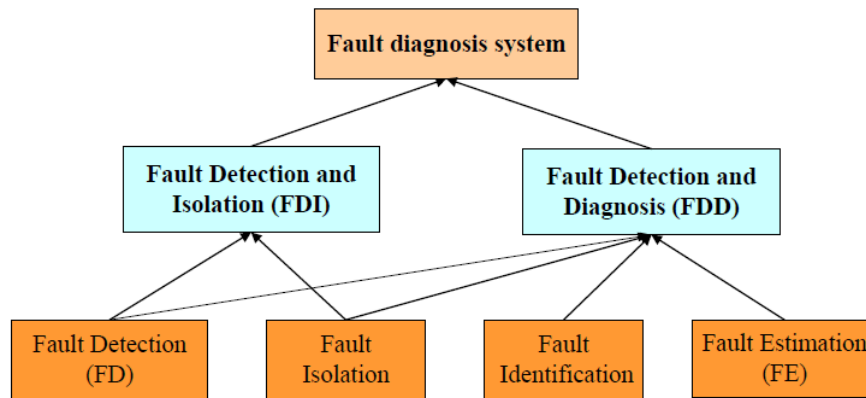 Fault diagnosis system
Fault Detection and
Isolation (FDI)
Fault Detection and
Diagnosis (FDD)
Fault Detection
(FD)
Fault
Isolation
Fault
Identification
Fault Estimation
(FE)